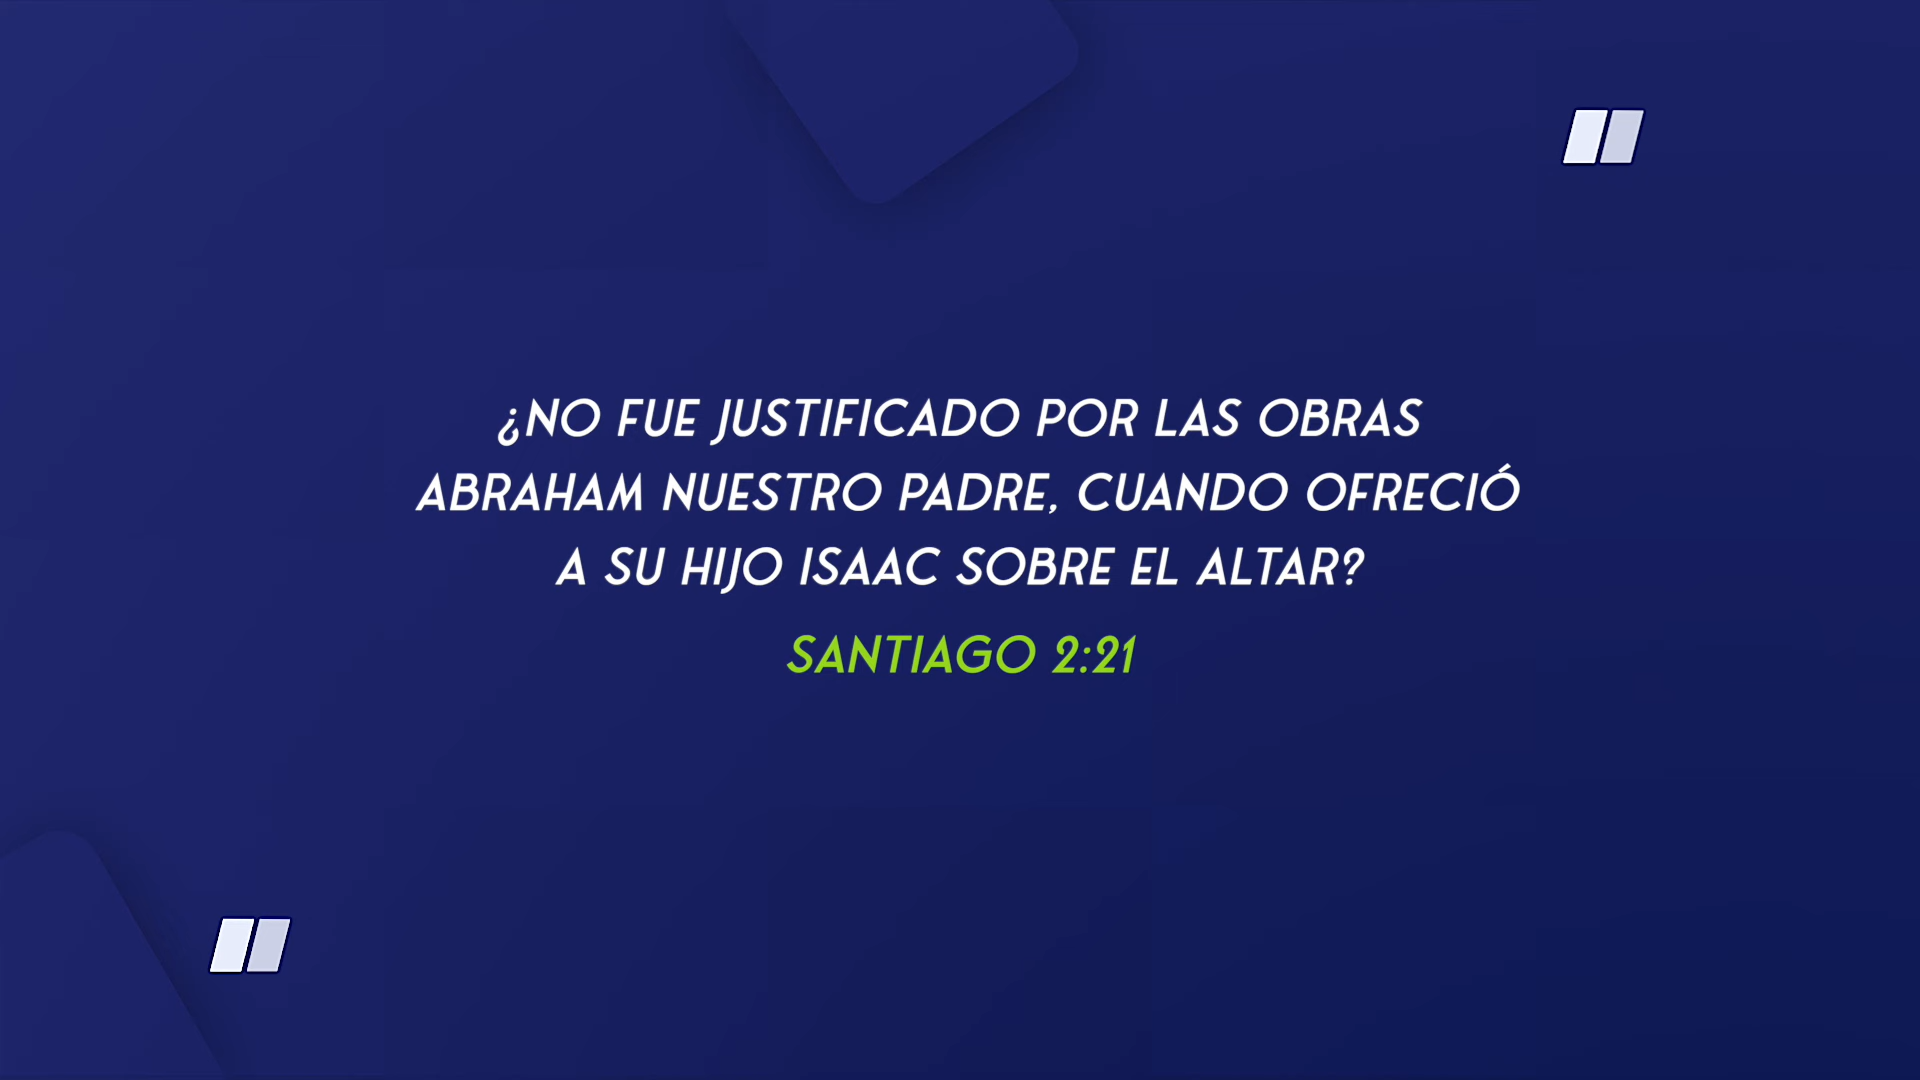 ¿NO FUE JUSTIFICADO POR LAS OBRAS
ABRAHAM NUESTRO PADRE, CUANDO OFRECIÓ
A SU HIJO ISAAC SOBRE EL ALTAR?
SANTIAGO 2:21